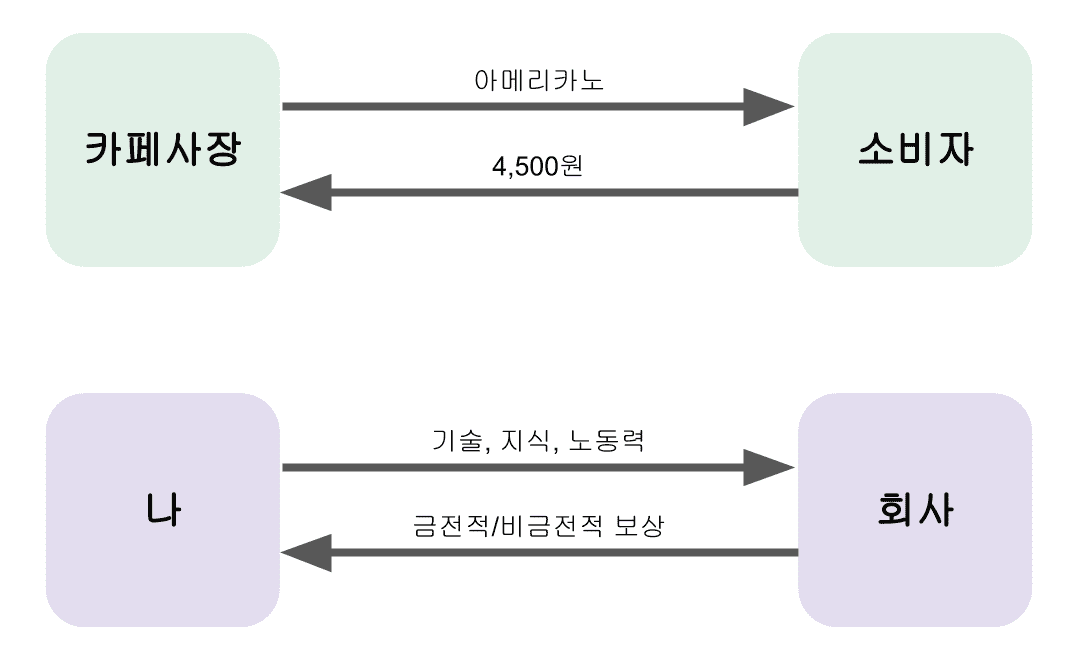 아메리카노
카페사장
소비자
4,500원
기술, 지식, 노동력
나
회사
금전적/비금전적 보상